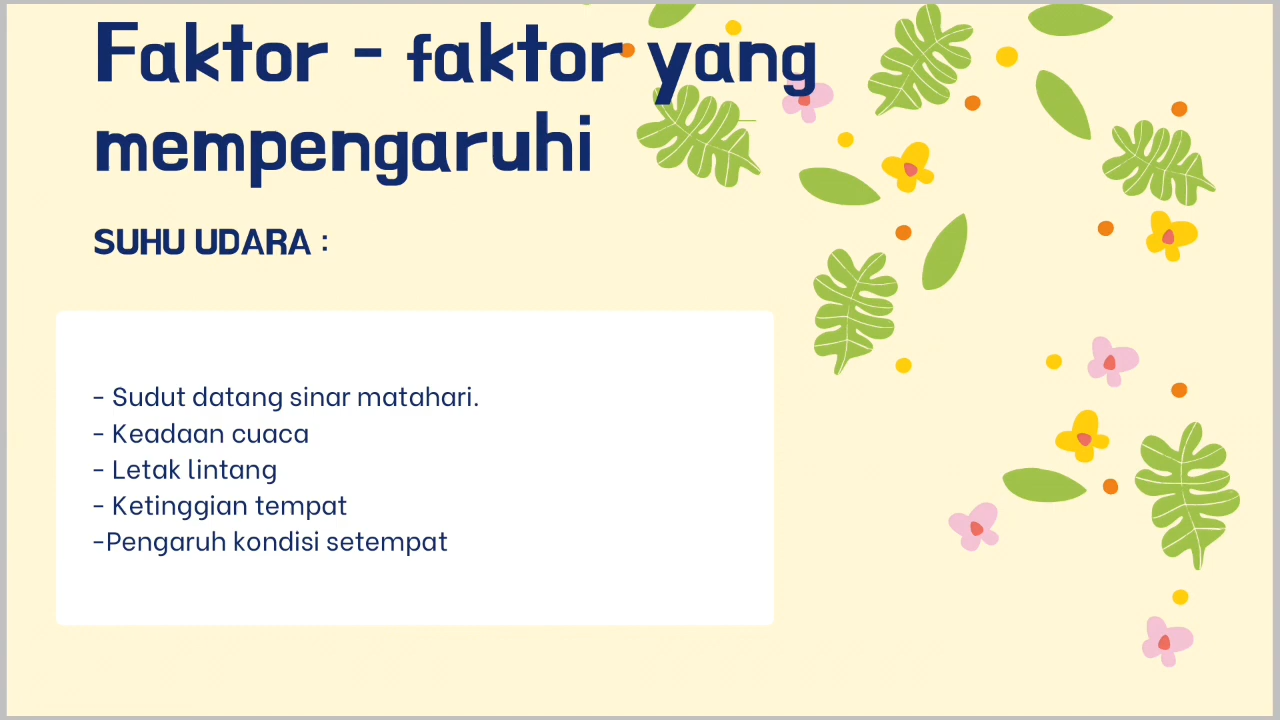 Faktor - faktor yang
mempengaruhi
SUHU UDARA :
- Sudut datang sinar matahari.
- Keadaan cuaca
- Letak lintang
- Ketinggian tempat
-Pengaruh kondisi setempat